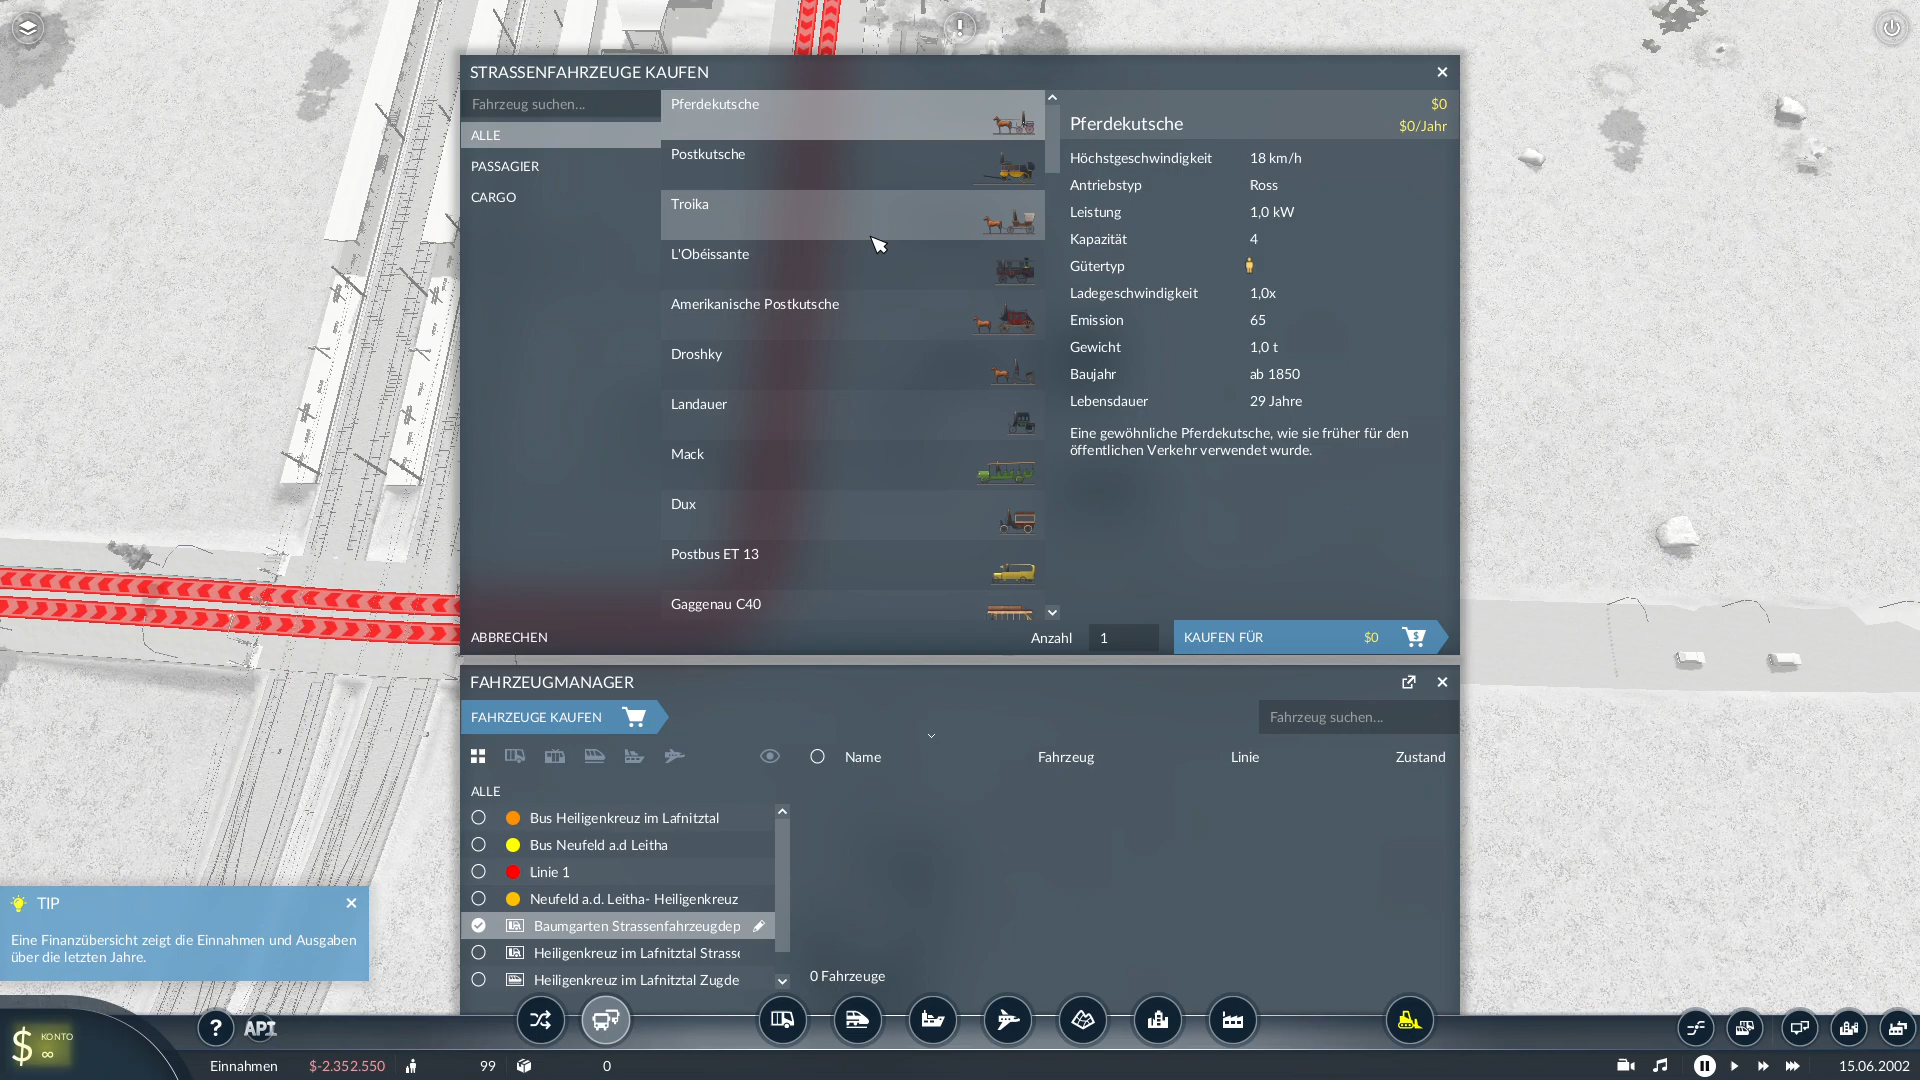 STRASSENFAHRZEUGE KAUFEN
Fahrzeug suchen...
ALLE
PASSAGIER
CARGO
Pferdekutsche
Postkutsche
Troika
L'Obéissante
Amerikanische Postkutsche
Droshky
Landauer
Mack
Dux
Postbus ET 13
Gaggenau C40
$0
Pferdekutsche
$0/Jahr
Höchstgeschwindigkeit 18 km/h
Antriebstyp Ross
Leistung 1,0 kW
Kapazität 4
Gütertyp
Ladegeschwindigkeit 1,0x
Emission 65
Gewicht 1,0 t
Baujahr ab 1850
Lebensdauer 29 Jahre
Eine gewöhnliche Pferdekutsche, wie sie früher für den
öffentlichen Verkehr verwendet wurde.
ABBRECHEN
Anzahl 1
KAUFEN FÜR $0
FAHRZEUGMANAGER
FAHRZEUGE KAUFEN
Fahrzeug suchen...
Name Fahrzeug Linie Zustand
ALLE
Bus Heiligenkreuz im Lafnitztal
Bus Neufeld a.d Leitha
Linie 1
Neufeld a.d. Leitha- Heiligenkreuz
Baumgarten Strassenfahrzeugdep
Heiligenkreuz im Lafnitztal Strasse
Heiligenkreuz im Lafnitztal Zugde
0 Fahrzeuge
TIP
Eine Finanzübersicht zeigt die Einnahmen und Ausgaben
über die letzten Jahre.
$ KONTO
∞
? API
Einnahmen $-2.352.550 99 0
15.06.2002